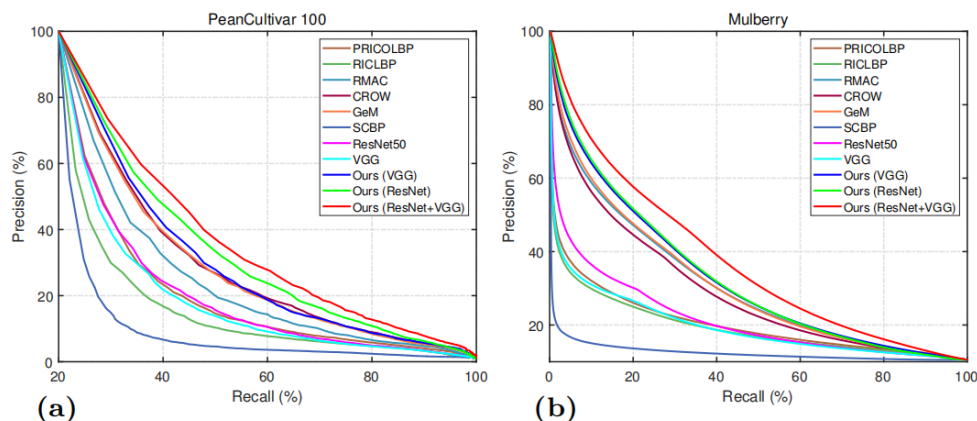 PeanCultivar 100
100
80
60
40
20
0
Precision (%)
20
40
60
80
100
Recall (%)
PRICOLBP
RICLBP
RMAC
CROW
GeM
SCBP
ResNet50
VGG
Ours (VGG)
Ours (ResNet)
Ours (ResNet+VGG)
(a)
Mulberry
100
80
60
40
20
Precision (%)
0
20
40
60
80
100
Recall (%)
PRICOLBP
RICLBP
RMAC
CROW
GeM
SCBP
ResNet50
VGG
Ours (VGG)
Ours (ResNet)
Ours (ResNet+VGG)
(b)